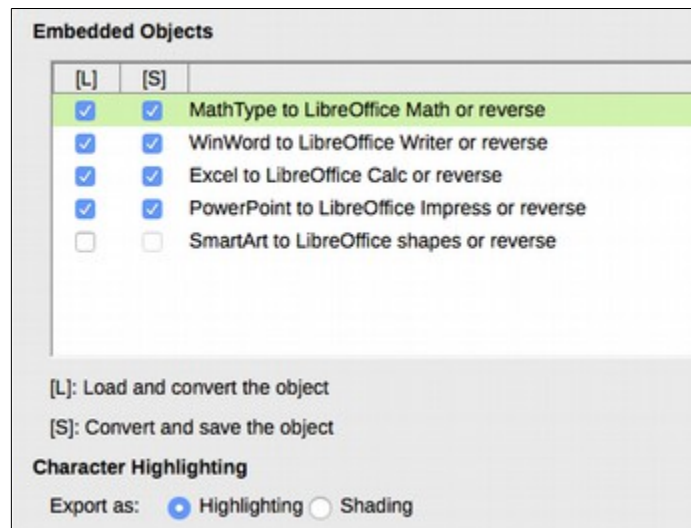 Embedded Objects
[L] [S]
MathType to LibreOffice Math or reverse
WinWord to LibreOffice Writer or reverse
Excel to LibreOffice Calc or reverse
PowerPoint to LibreOffice Impress or reverse
SmartArt to LibreOffice shapes or reverse
[L]: Load and convert the object
[S]: Convert and save the object
Character Highlighting
Export as: Highlighting Shading